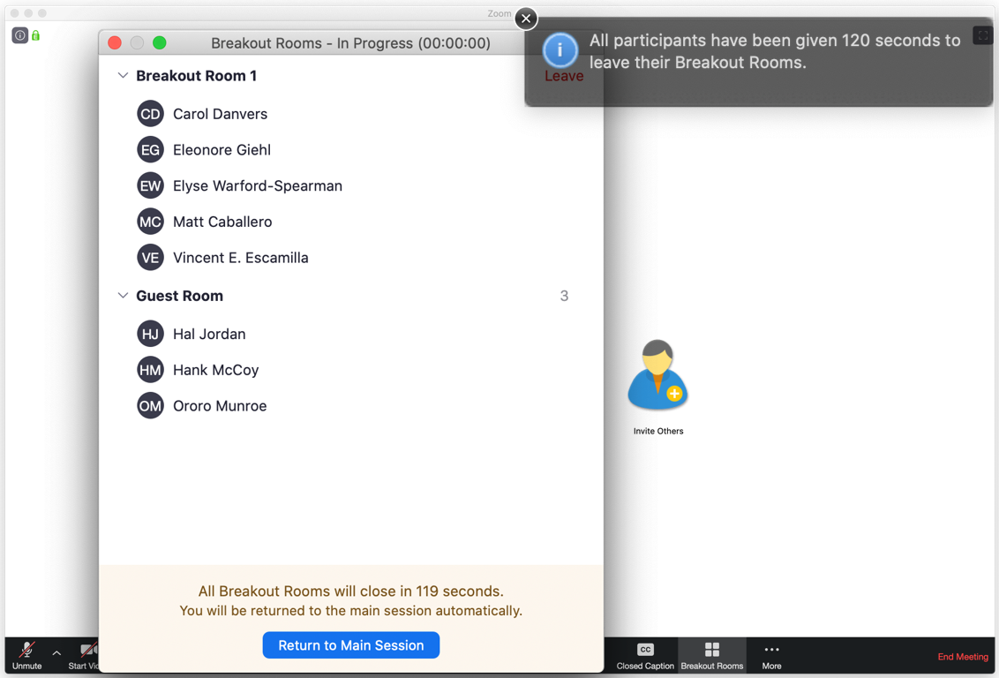 Zoom
Breakout Rooms - In Progress (00:00:00)
All participants have been given 120 seconds to
leave their Breakout Rooms.
Breakout Room 1
Leave
CD Carol Danvers
EG Eleonore Giehl
EW Elyse Warford-Spearman
MC Matt Caballero
VE Vincent E. Escamilla
Guest Room 3
HJ Hal Jordan
HM Hank McCoy
OM Ororo Munroe
Invite Others
All Breakout Rooms will close in 119 seconds.
You will be returned to the main session automatically.
Return to Main Session
Unmute
Start Vid
CC
Closed Caption
Breakout Rooms
More
End Meeting